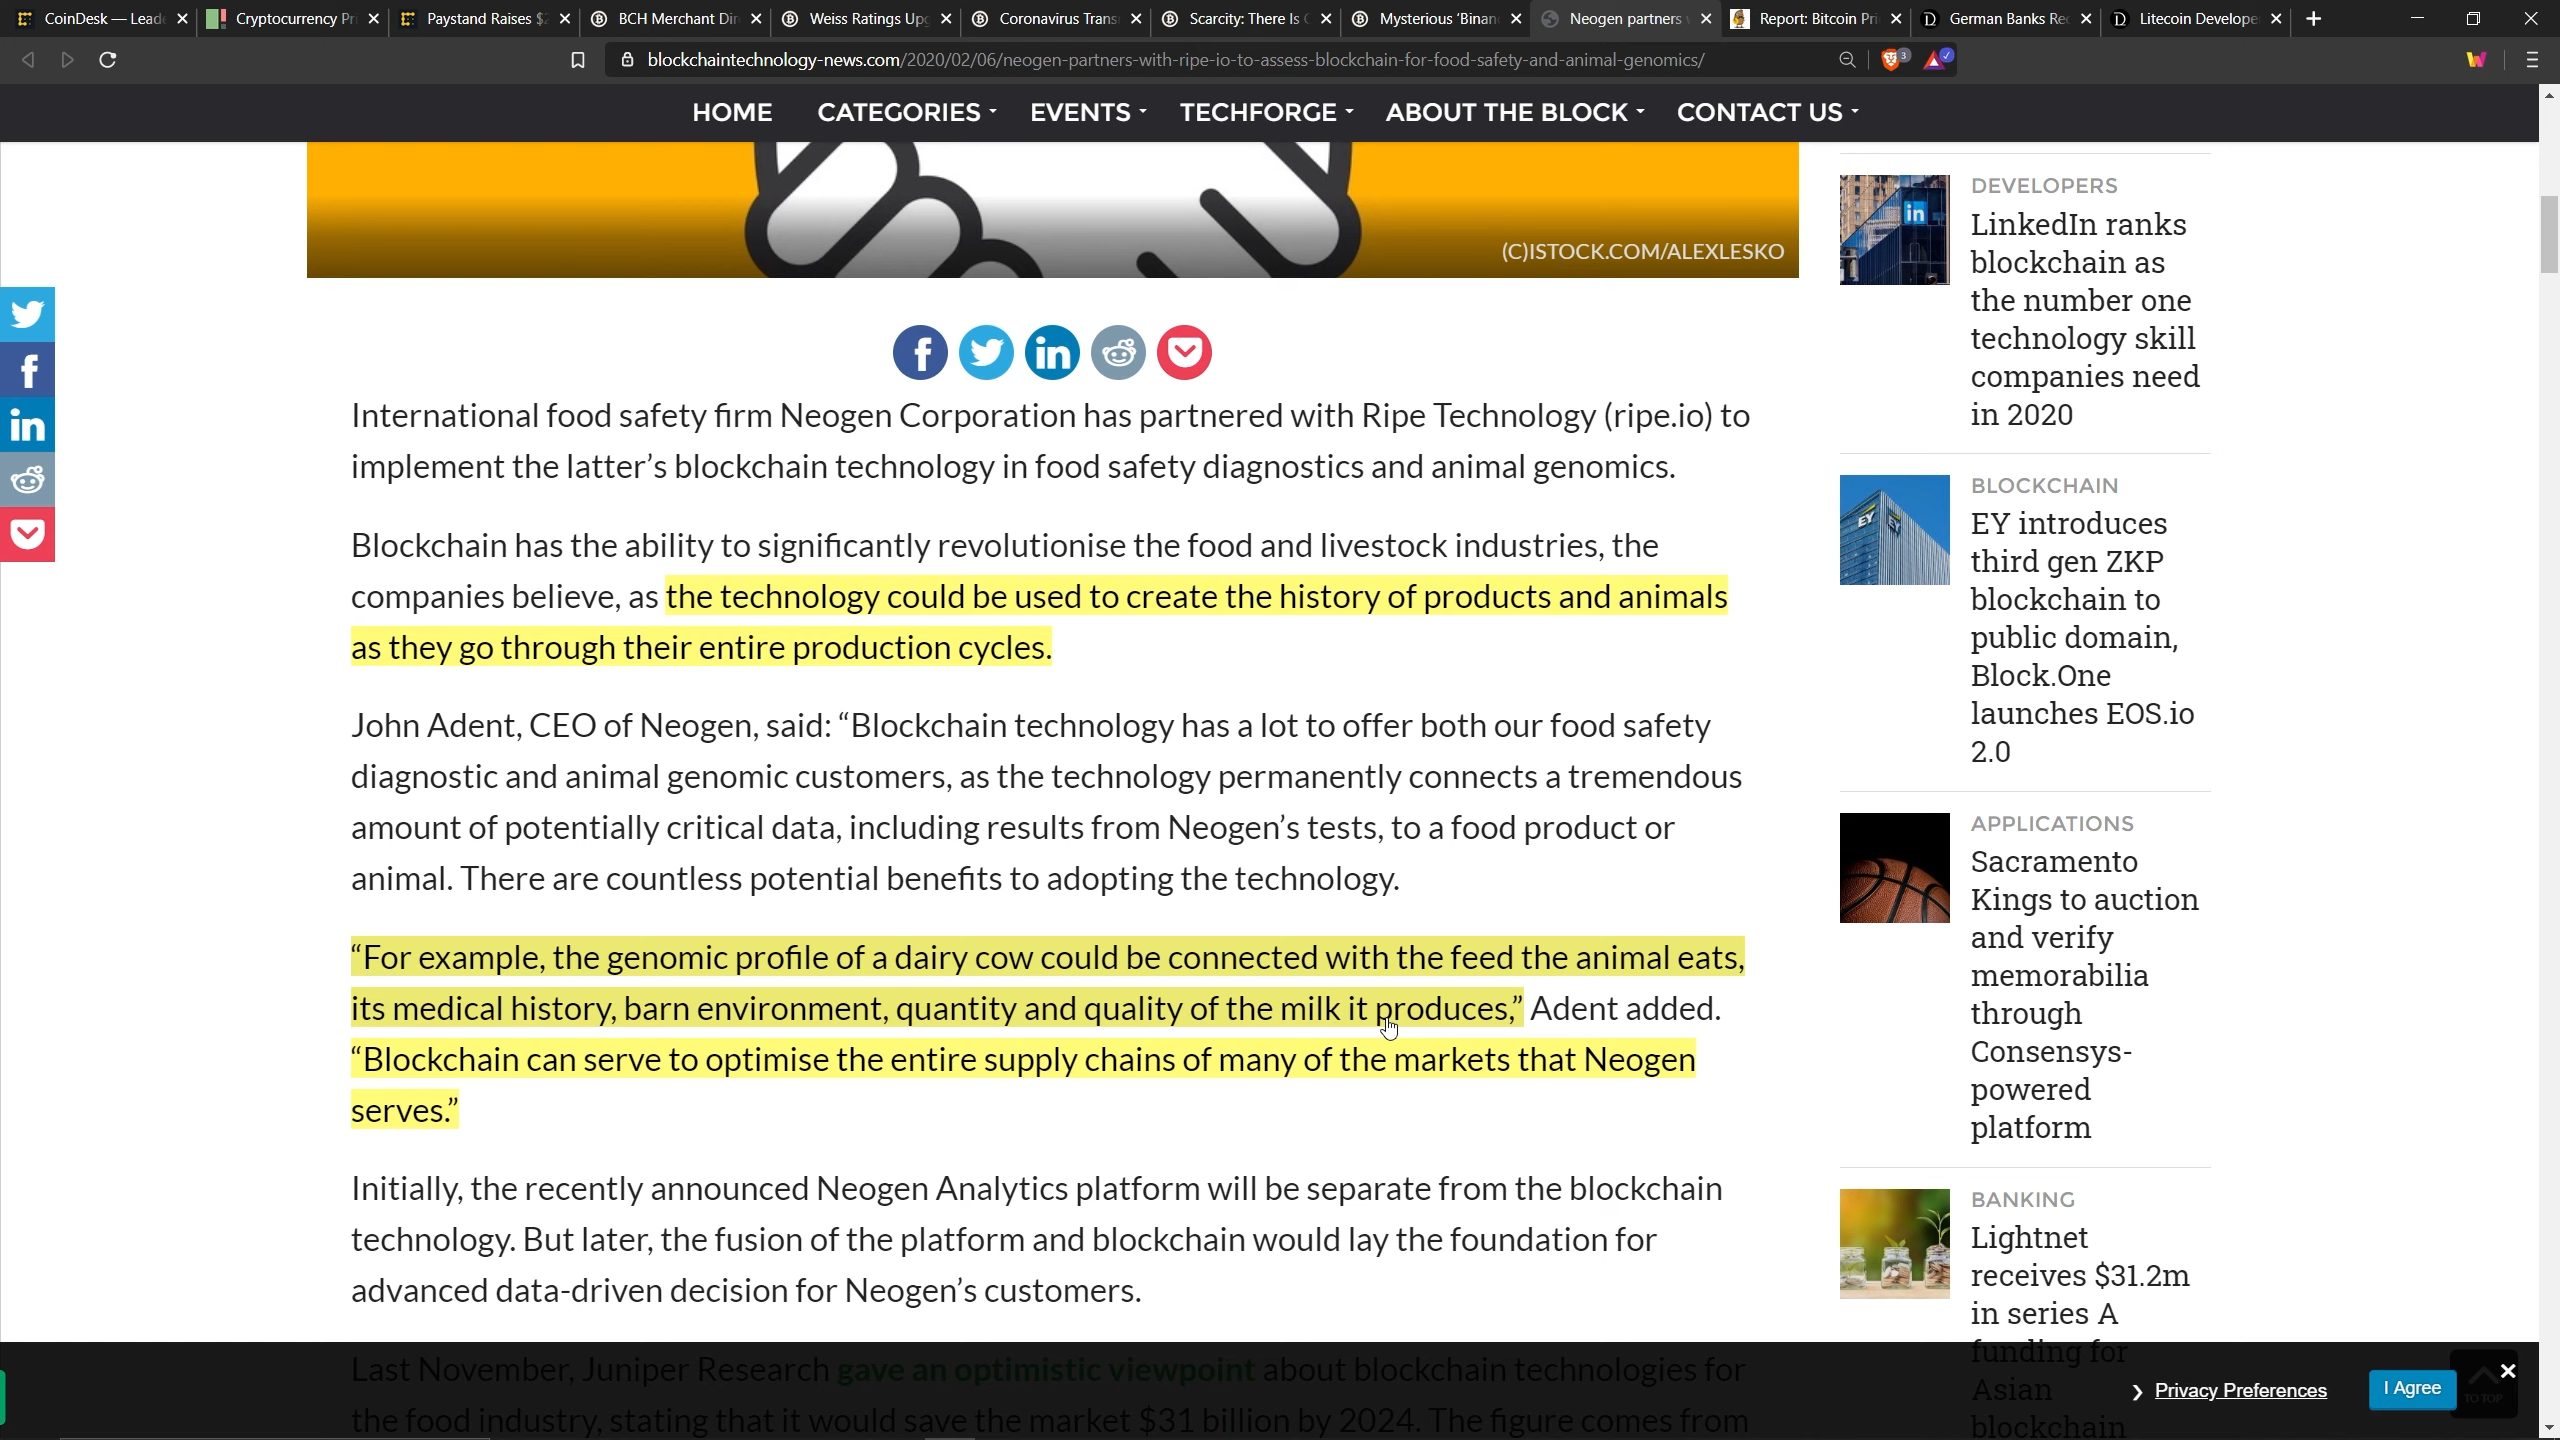 CoinDesk — Lead
Cryptocurrency Pri
Paystand Raises $2
BCH Merchant Dir
Weiss Ratings Upg
Coronavirus Trans
Scarcity: There Is O
Mysterious ‘Binan
Neogen partners w
Report: Bitcoin Pri
German Banks Re
Litecoin Develope
blockchaintechnology-news.com/2020/02/06/neogen-partners-with-ripe-io-to-assess-blockchain-for-food-safety-and-animal-genomics/
3
HOME
CATEGORIES
EVENTS
TECHFORGE
ABOUT THE BLOCK
CONTACT US
(C)ISTOCK.COM/ALEXLESKO
International food safety firm Neogen Corporation has partnered with Ripe Technology (ripe.io) to
implement the latter’s blockchain technology in food safety diagnostics and animal genomics.
Blockchain has the ability to significantly revolutionise the food and livestock industries, the
companies believe, as the technology could be used to create the history of products and animals
as they go through their entire production cycles.
John Adent, CEO of Neogen, said: “Blockchain technology has a lot to offer both our food safety
diagnostic and animal genomic customers, as the technology permanently connects a tremendous
amount of potentially critical data, including results from Neogen’s tests, to a food product or
animal. There are countless potential benefits to adopting the technology.
“For example, the genomic profile of a dairy cow could be connected with the feed the animal eats,
its medical history, barn environment, quantity and quality of the milk it produces,” Adent added.
“Blockchain can serve to optimise the entire supply chains of many of the markets that Neogen
serves.”
Initially, the recently announced Neogen Analytics platform will be separate from the blockchain
technology. But later, the fusion of the platform and blockchain would lay the foundation for
advanced data-driven decision for Neogen’s customers.
Last November, Juniper Research gave an optimistic viewpoint about blockchain technologies for
the food industry, stating that it would save the market $31 billion by 2024. The figure comes from
DEVELOPERS
LinkedIn ranks
blockchain as
the number one
technology skill
companies need
in 2020
EY
BLOCKCHAIN
EY introduces
third gen ZKP
blockchain to
public domain,
Block.One
launches EOS.io
2.0
APPLICATIONS
Sacramento
Kings to auction
and verify
memorabilia
through
Consensys-
powered
platform
BANKING
Lightnet
receives $31.2m
in series A
funding for
Asian
blockchain
Privacy Preferences
I Agree
TO TOP